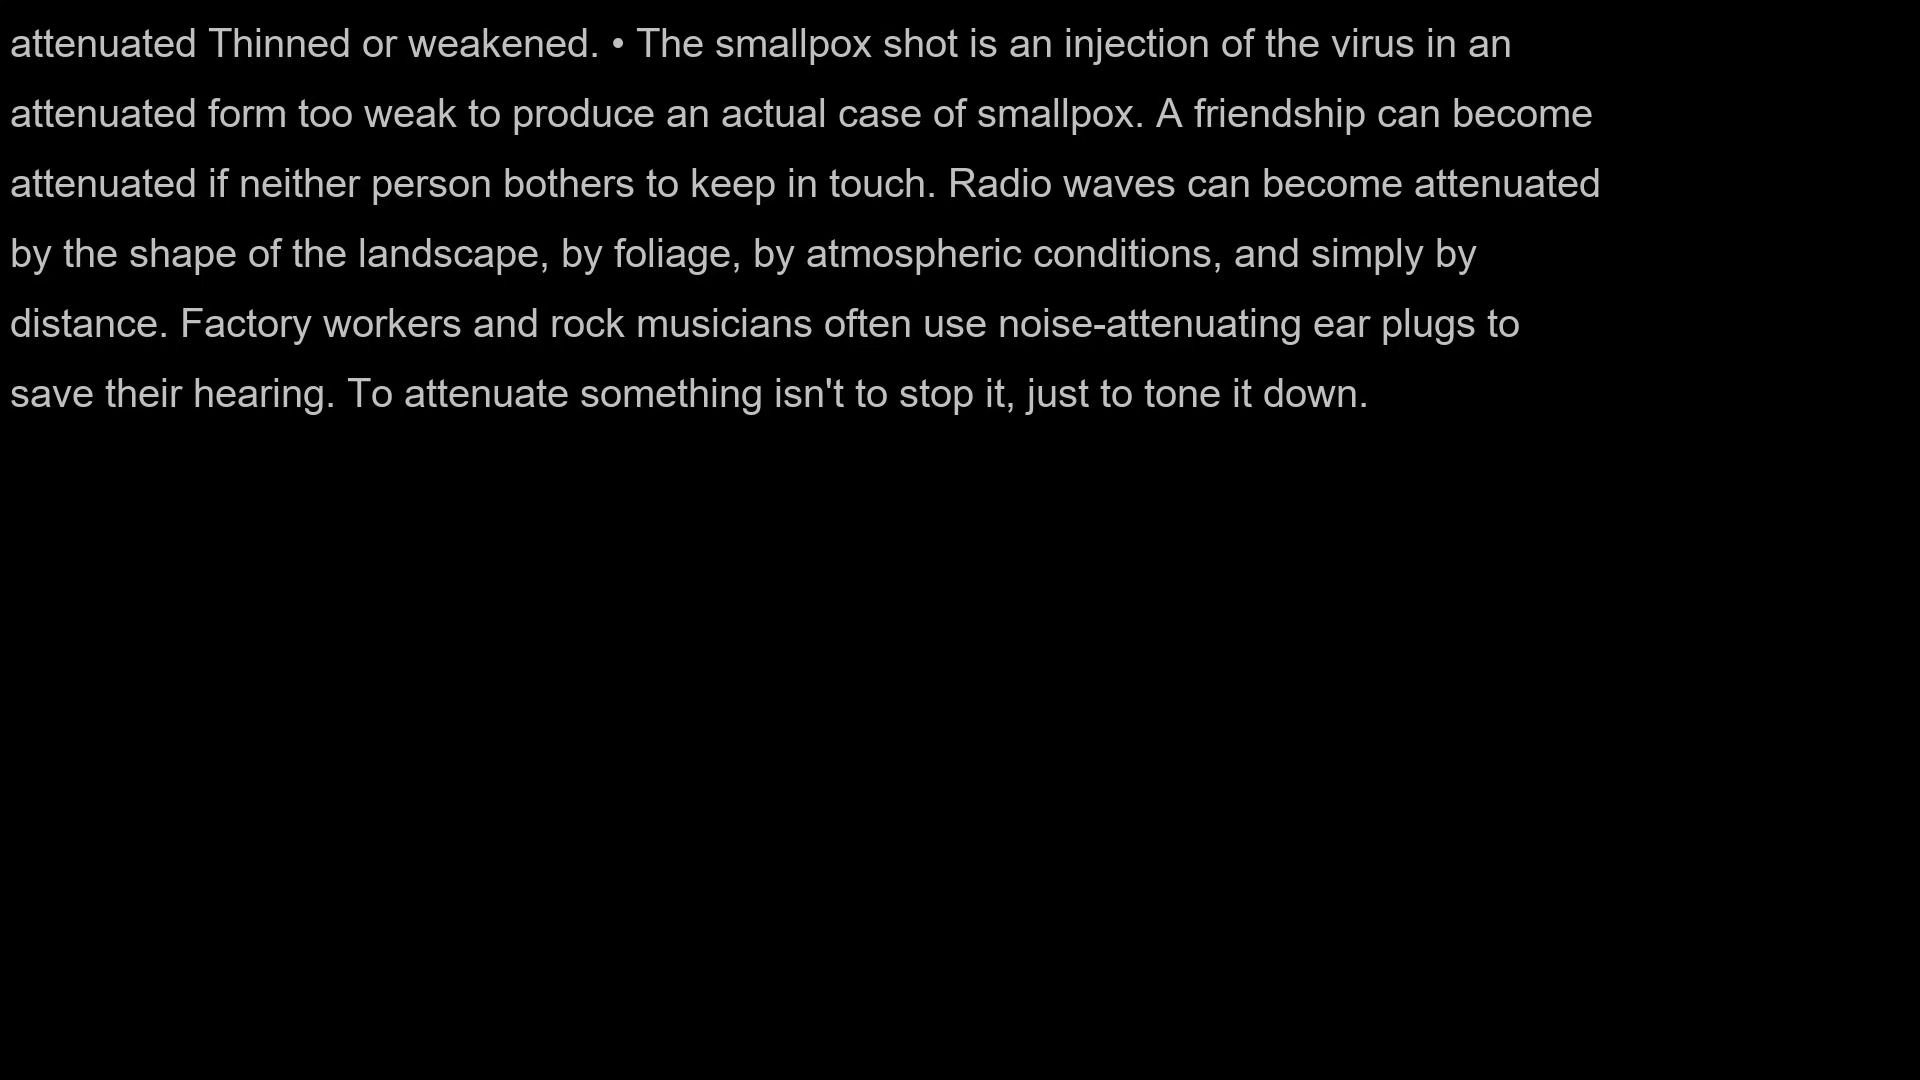 attenuated Thinned or weakened. • The smallpox shot is an injection of the virus in an
attenuated form too weak to produce an actual case of smallpox. A friendship can become
attenuated if neither person bothers to keep in touch. Radio waves can become attenuated
by the shape of the landscape, by foliage, by atmospheric conditions, and simply by
distance. Factory workers and rock musicians often use noise-attenuating ear plugs to
save their hearing. To attenuate something isn't to stop it, just to tone it down.